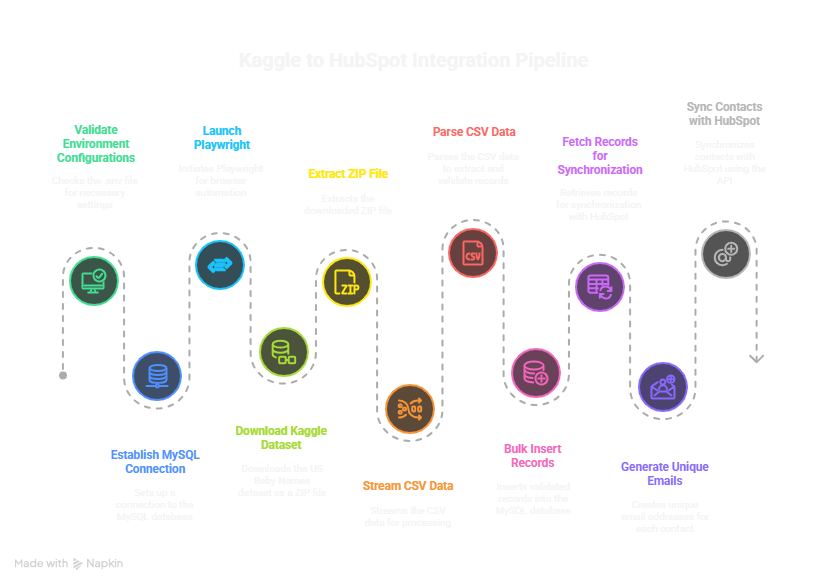 Kaggle to HubSpot Integration Pipeline
Validate
Environment
Configurations
Checks the .env file
for necessary
settings
Establish MySQL
Connection
Sets up a
connection to the
MySQL database
Launch
Playwright
Initiates Playwright
for browser
automation
Download Kaggle
Dataset
Downloads the US
Baby Names
dataset as a ZIP file
Extract ZIP File
Extracts the
downloaded ZIP file
ZIP
Stream CSV Data
Streams the CSV
data for processing
Parse CSV Data
Parses the CSV data
to extract and
validate records
CSV
Bulk Insert
Records
Inserts validated
records into the
MySQL database
Fetch Records
for
Synchronization
Retrieves records
for synchronization
with HubSpot
Generate Unique
Emails
Creates unique
email addresses for
each contact
Sync Contacts
with HubSpot
Synchronizes
contacts with
HubSpot using the
API
Made with Napkin